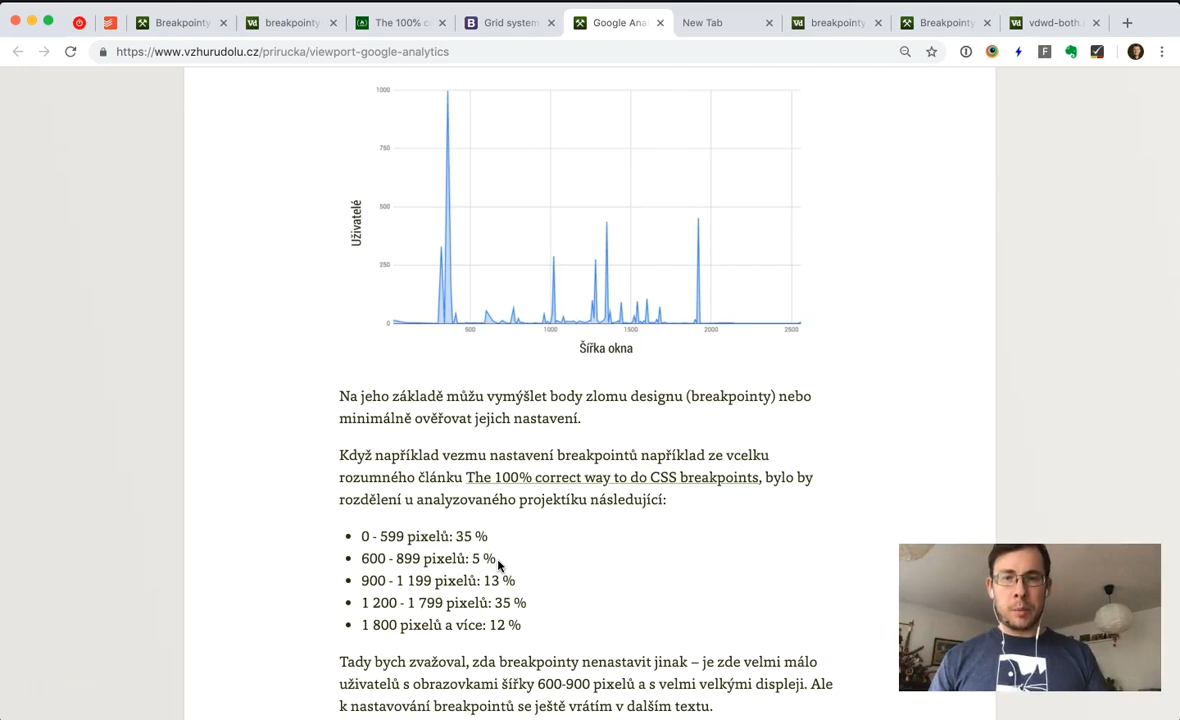 Breakpointy
breakpointy
The 100% c
Grid system
Google Ana
New Tab
breakpointy
Breakpointy
vdwd-both.
https://www.vzhurudolu.cz/prirucka/viewport-google-analytics
1000
750
500
250
0
Uživatelé
500
1000
1500
2000
2500
Šířka okna
Na jeho základě můžu vymýšlet body zlomu designu (breakpointy) nebo
minimálně ověřovat jejich nastavení.
Když například vezmu nastavení breakpointů například ze vcelku
rozumného článku The 100% correct way to do CSS breakpoints, bylo by
rozdělení u analyzovaného projektíku následující:
0 - 599 pixelů: 35 %
600 - 899 pixelů: 5 %
900 - 1 199 pixelů: 13 %
1 200 - 1 799 pixelů: 35 %
1 800 pixelů a více: 12 %
Tady bych zvažoval, zda breakpointy nenastavit jinak – je zde velmi málo
uživatelů s obrazovkami šířky 600-900 pixelů a s velmi velkými displeji. Ale
k nastavování breakpointů se ještě vrátím v dalším textu.